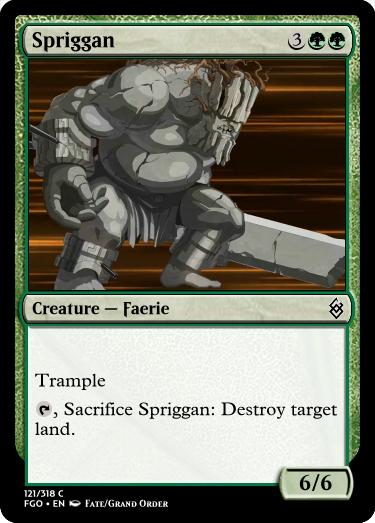 Spriggan 3
Creature — Faerie
Trample
, Sacrifice Spriggan: Destroy target
land.
6/6
121/318 C
FGO • EN Fate/Grand Order